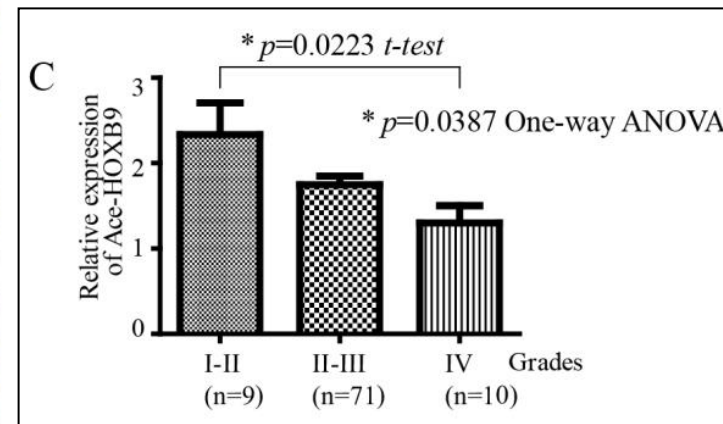 C
* p=0.0223 t-test
* p=0.0387 One-way ANOVA
Relative expression
of Ace-HOXB9
3
2
1
0
I-II II-III IV Grades
(n=9) (n=71) (n=10)